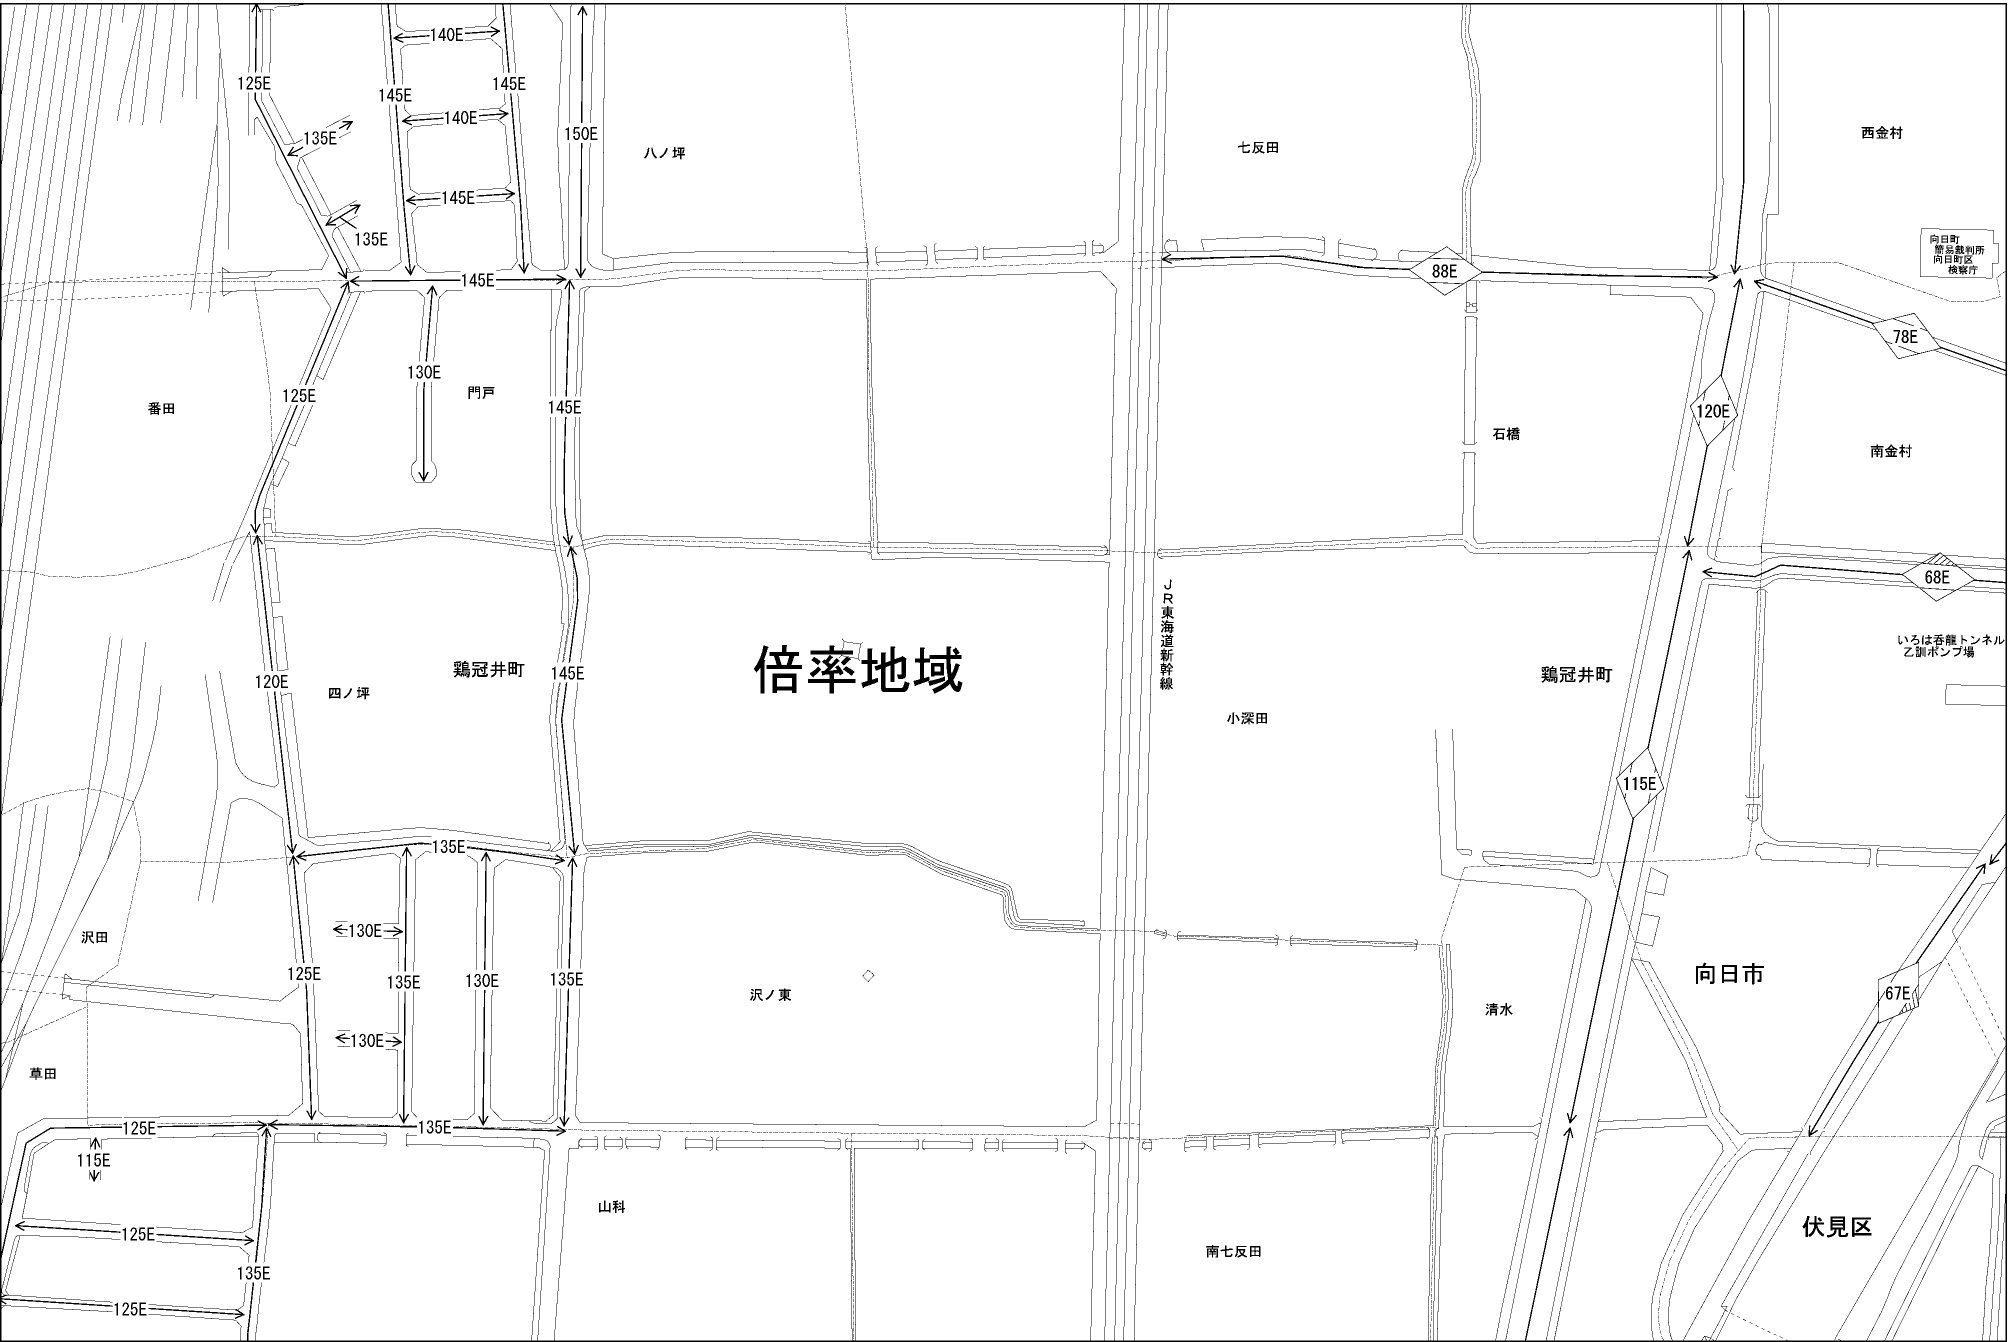 140E
125E
145E
145E
140E
135E
150E
八ノ坪
七反田
西金村
145E
135E
向日町
簡易裁判所
向日町区
検察庁
145E
88E
78E
130E
125E
門戸
番田
145E
120E
石橋
南金村
68E
JR東海道新幹線
いろは呑龍トンネル
乙訓ポンプ場
倍率地域
鶏冠井町
145E
120E
四ノ坪
鶏冠井町
小深田
115E
135E
130E
沢田
125E
135E
130E
135E
沢ノ東
向日市
67E
清水
130E
草田
125E
135E
115E
山科
125E
伏見区
南七反田
135E
125E